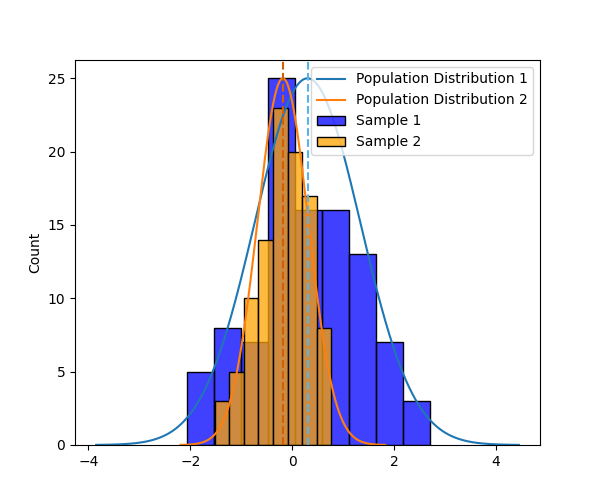 Population Distribution 1
Population Distribution 2
Sample 1
Sample 2
Count
25
20
15
10
5
0
−4
−2
0
2
4